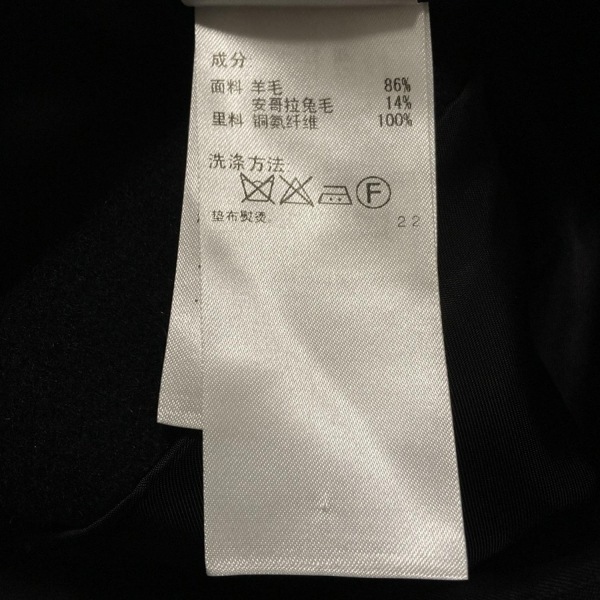 成分
面料 羊毛 86%
安哥拉兔毛 14%
里料 铜氨纤维 100%
洗涤方法
F
垫布熨烫 22